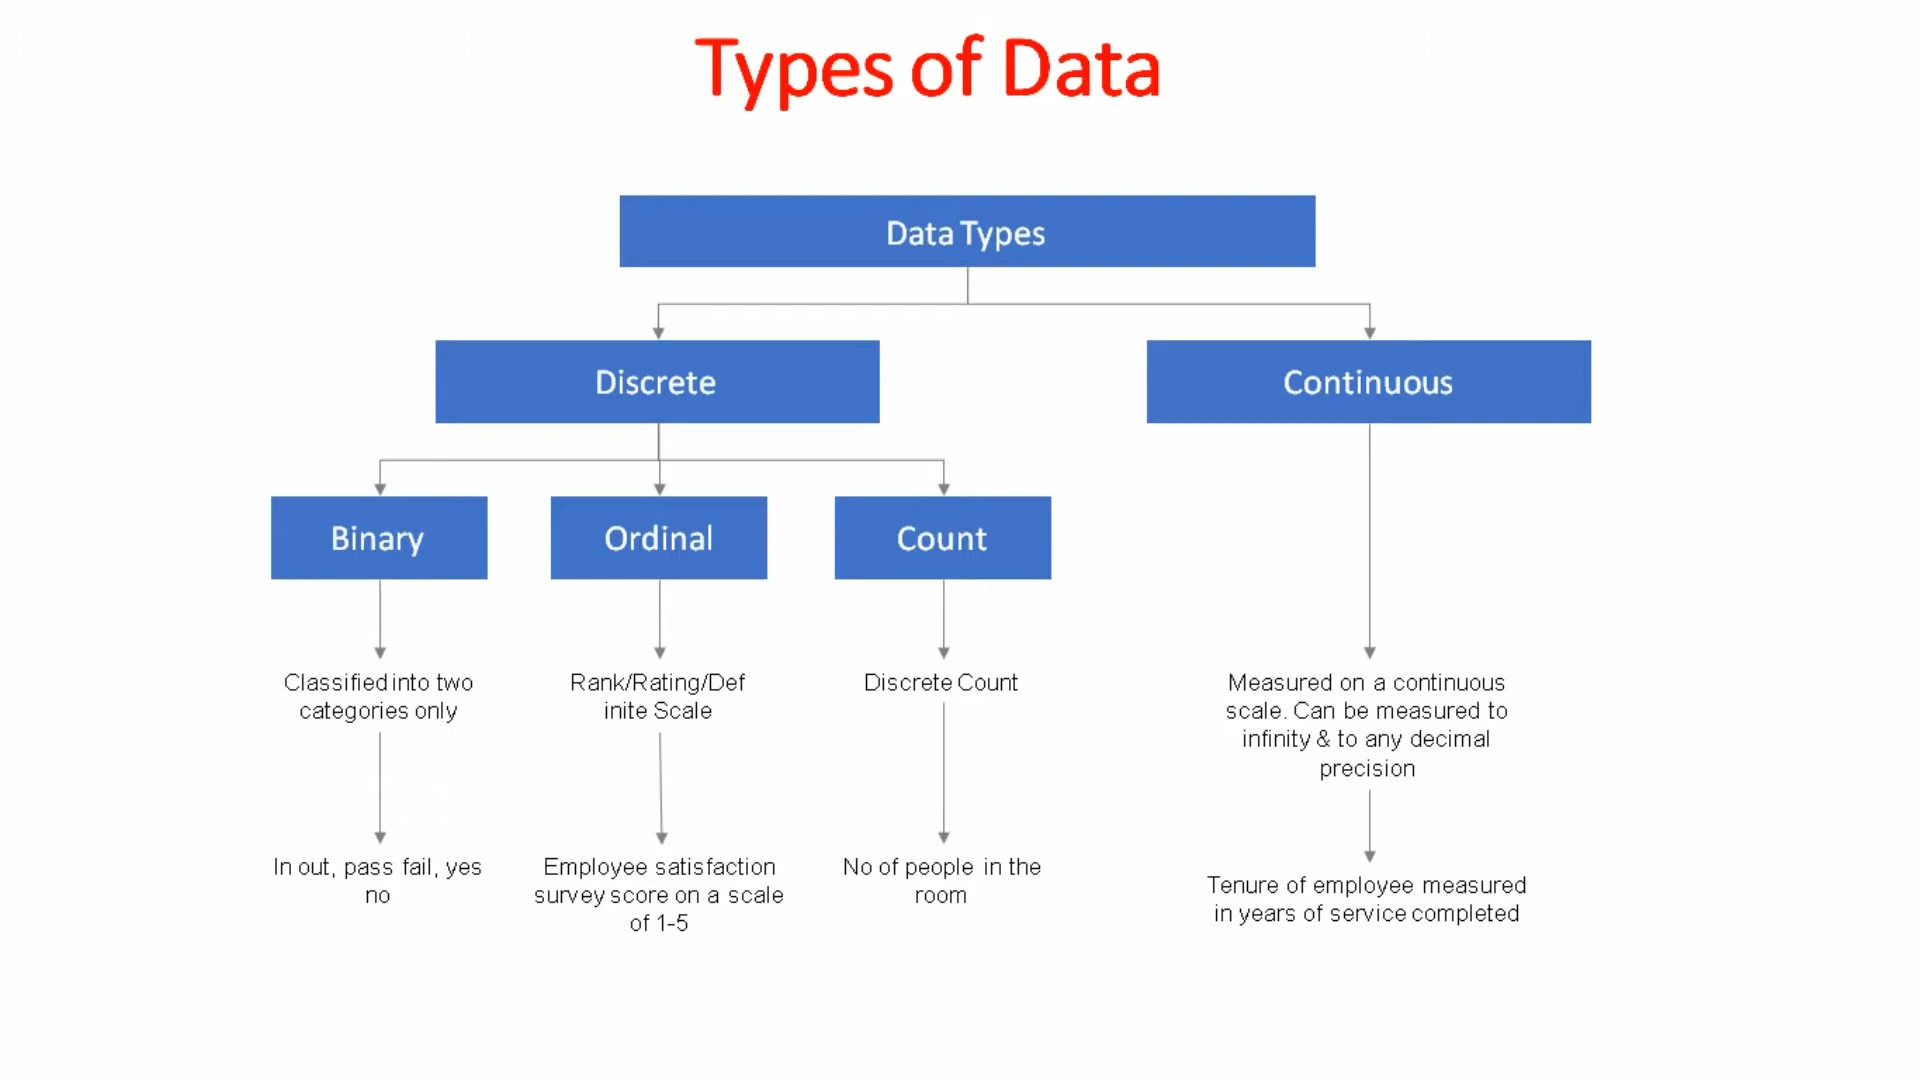 Types of Data
Data Types
Discrete
Continuous
Binary
Ordinal
Count
Classified into two
categories only
Rank/Rating/Def
inite Scale
Discrete Count
Measured on a continuous
scale. Can be measured to
infinity & to any decimal
precision
In out, pass fail, yes
no
Employee satisfaction
survey score on a scale
of 1-5
No of people in the
room
Tenure of employee measured
in years of service completed